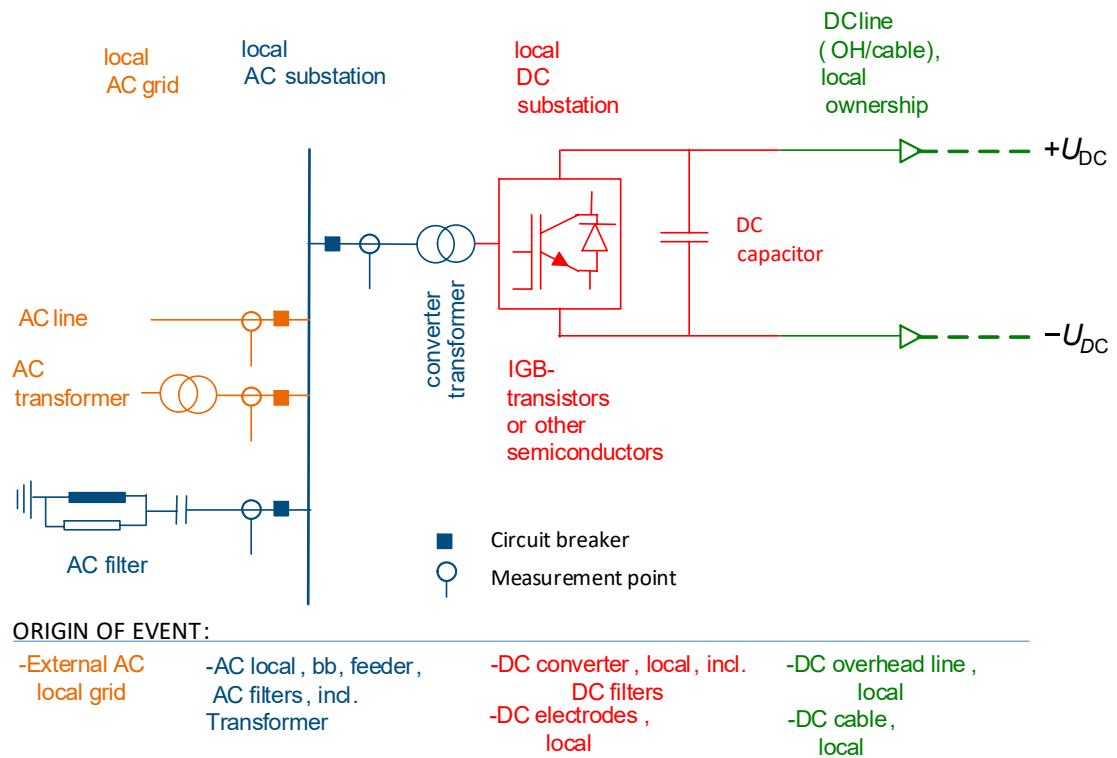 local
AC grid
local
AC substation
local
DC
substation
DC line
( OH/cable),
local
ownership
+UDC
DC
capacitor
converter
transformer
AC line
−UDC
AC
transformer
IGB-
transistors
or other
semiconductors
AC filter
Circuit breaker
Measurement point
ORIGIN OF EVENT:
-External AC
local grid
-AC local , bb, feeder ,
AC filters , incl.
Transformer
-DC converter , local , incl.
DC filters
-DC electrodes ,
local
-DC overhead line ,
local
-DC cable ,
local